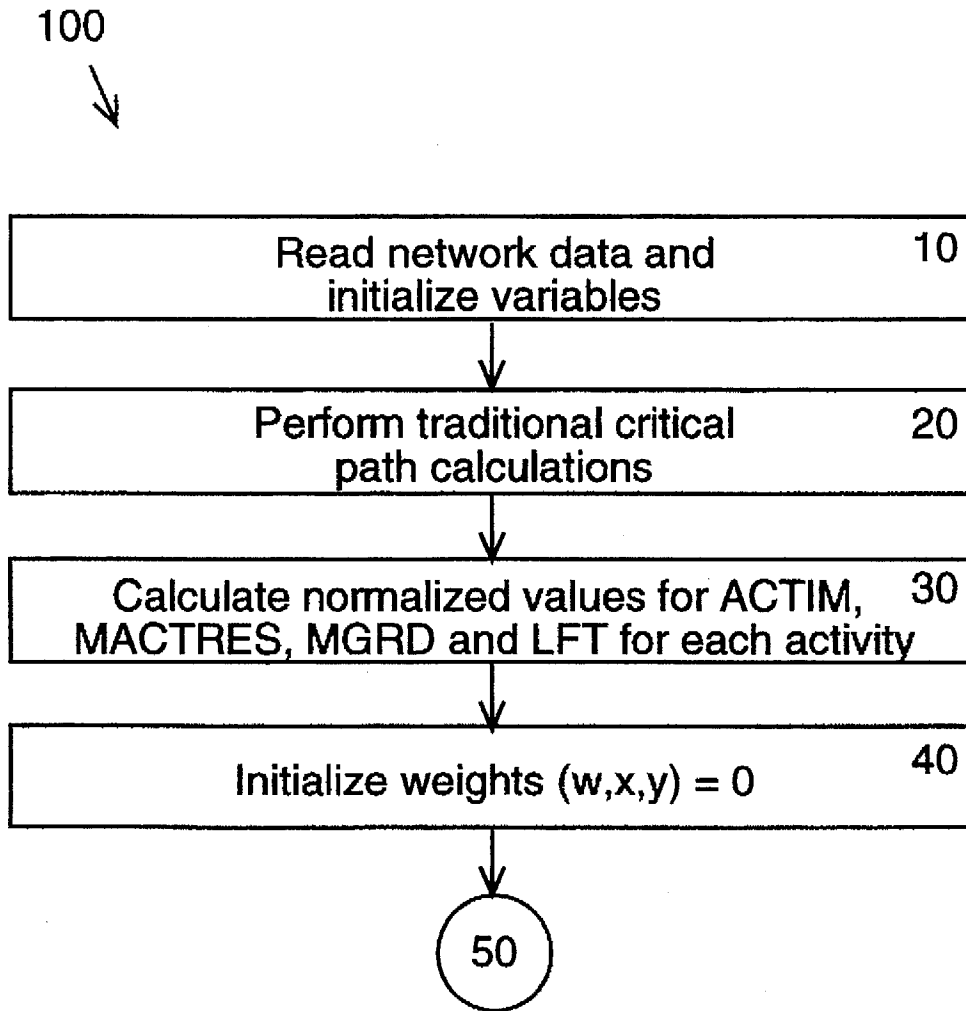 100
Read network data and 10
initialize variables
Perform traditional critical 20
path calculations
Calculate normalized values for ACTIM, 30
MACTRES, MGRD and LFT for each activity
40
Initialize weights (w,x,y) = 0
50